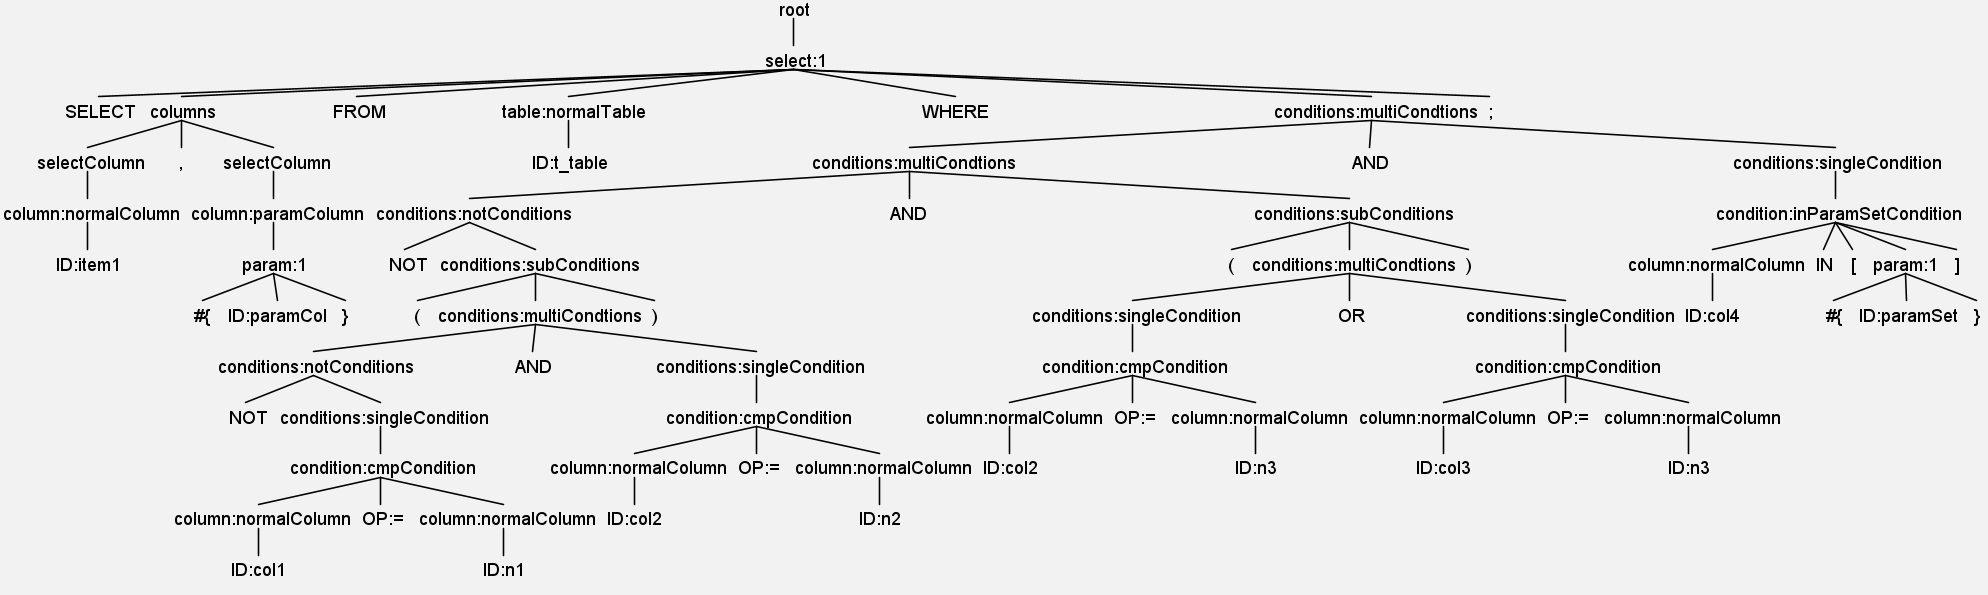 root
select:1
SELECT columns FROM table:normalTable WHERE conditions:multiCondtions ;
selectColumn , selectColumn ID:t_table conditions:multiCondtions AND conditions:singleCondition
column:normalColumn column:paramColumn conditions:notConditions AND conditions:subConditions condition:inParamSetCondition
ID:item1 param:1 NOT conditions:subConditions ( conditions:multiCondtions ) column:normalColumn IN [ param:1 ]
#{ ID:paramCol } ( conditions:multiCondtions ) conditions:singleCondition OR conditions:singleCondition ID:col4 #{ ID:paramSet }
conditions:notConditions AND conditions:singleCondition condition:cmpCondition condition:cmpCondition
NOT conditions:singleCondition condition:cmpCondition column:normalColumn OP:= column:normalColumn column:normalColumn OP:= column:normalColumn
condition:cmpCondition column:normalColumn OP:= column:normalColumn ID:col2 ID:n3 ID:col3 ID:n3
column:normalColumn OP:= column:normalColumn ID:col2 ID:n2
ID:col1 ID:n1